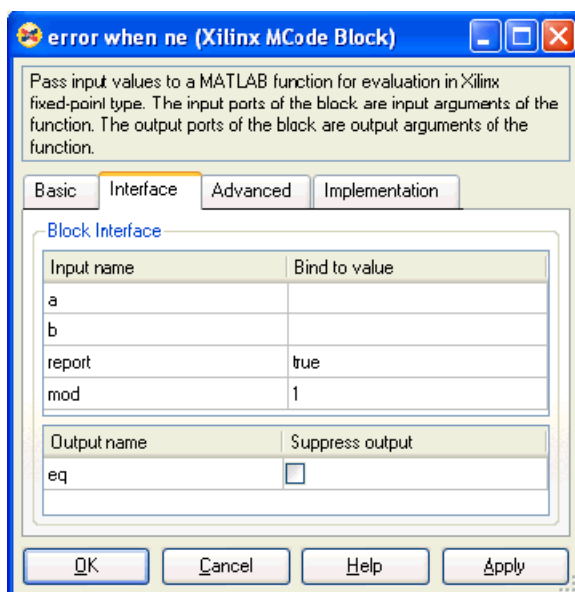 error when ne (Xilinx MCode Block)
Pass input values to a MATLAB function for evaluation in Xilinx
fixed-point type. The input ports of the block are input arguments of the
function. The output ports of the block are output arguments of the
function.
Basic Interface Advanced Implementation
Block Interface
Input name Bind to value
a
b
report true
mod 1
Output name Suppress output
eq
OK Cancel Help Apply